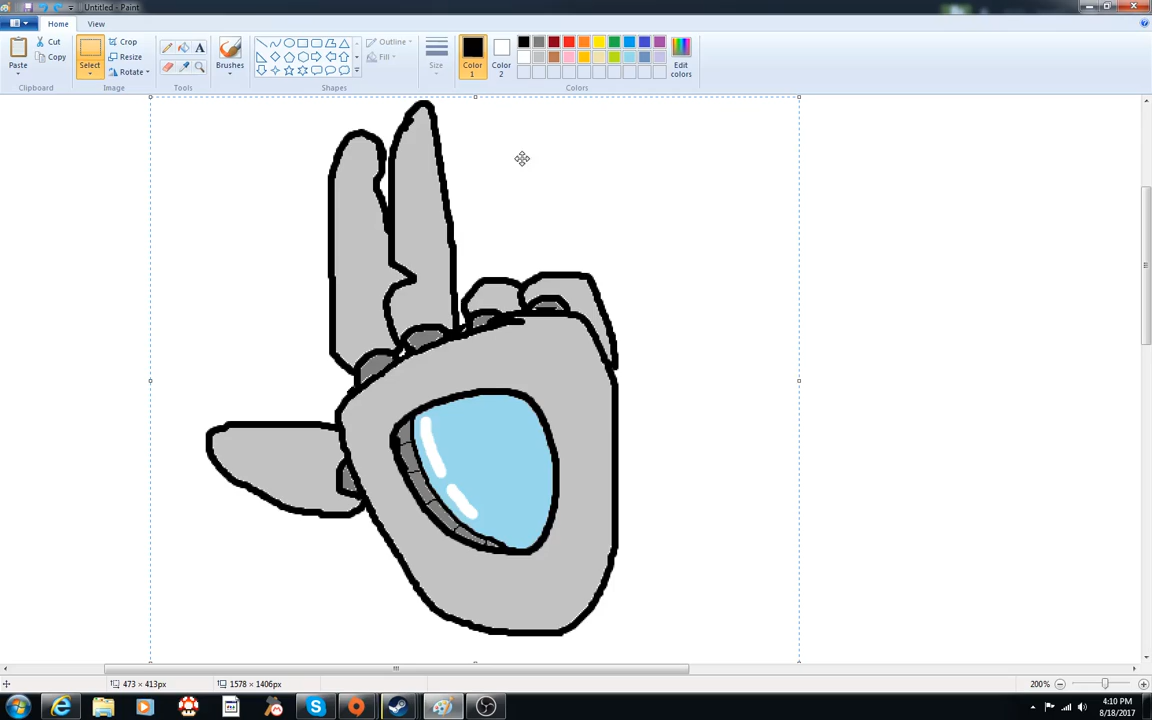 Untitled - Paint
Home View
Paste
Cut
Copy
Select
Crop
Resize
Rotate
A
Brushes
Outline
Fill
Size
Color 1
Color 2
Edit colors
Clipboard Image Tools Shapes Colors
473 × 413px 1578 × 1406px 200%
4:10 PM
8/18/2017